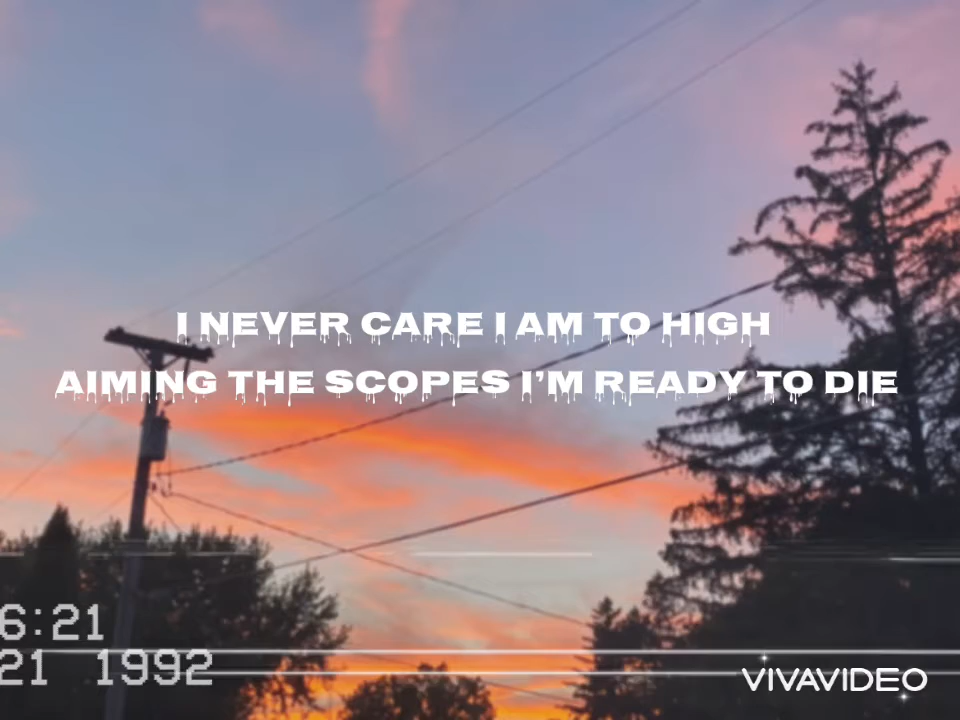 I NEVER CARE I AM TO HIGH
AIMING THE SCOPES I'M READY TO DIE
6:21
21 1992
VIVAVIDEO